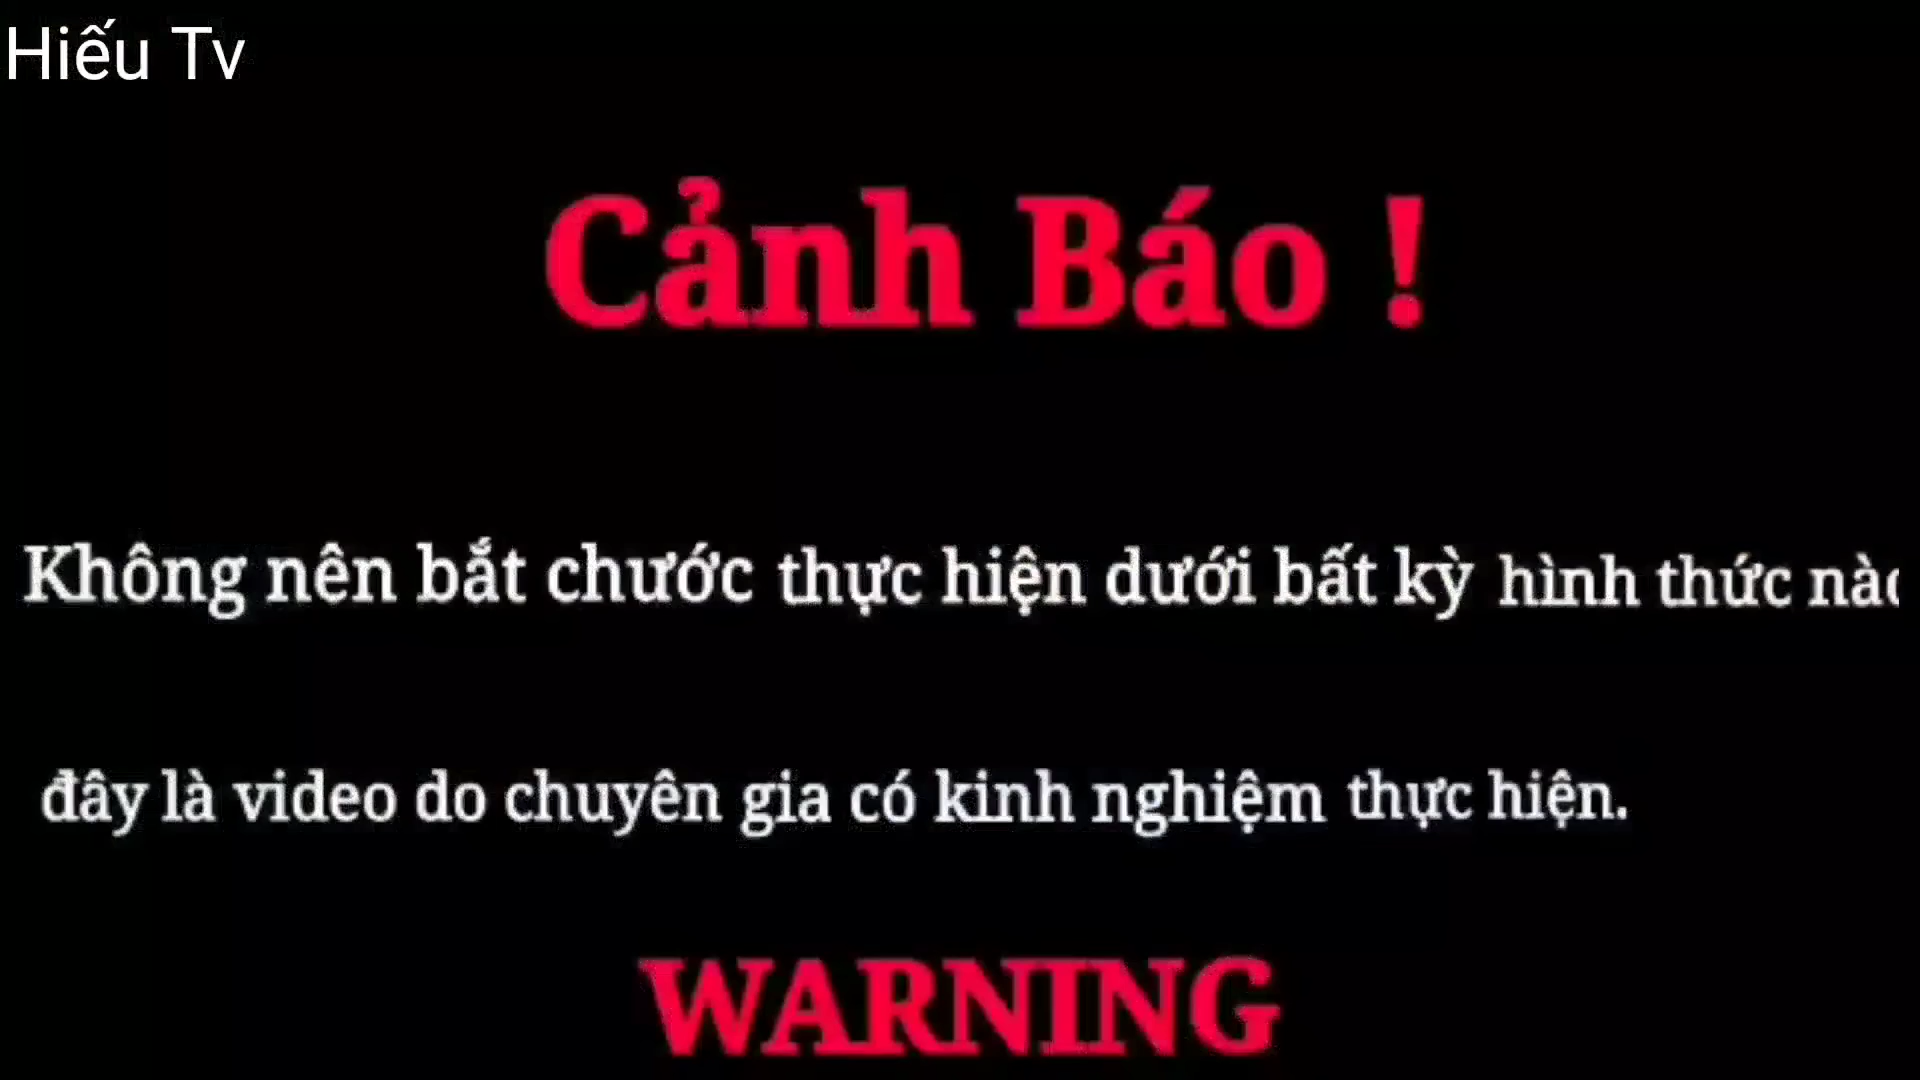 Hiếu Tv
Cảnh Báo !
Không nên bắt chước thực hiện dưới bất kỳ hình thức nào
đây là video do chuyên gia có kinh nghiệm thực hiện.
WARNING